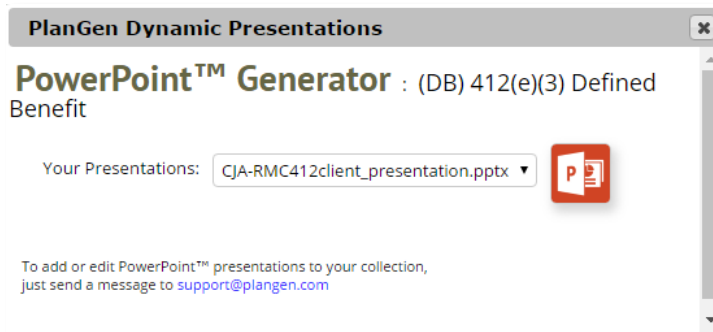 PlanGen Dynamic Presentations
PowerPoint™ Generator : (DB) 412(e)(3) Defined
Benefit
Your Presentations: CJA-RMC412client_presentation.pptx
P
To add or edit PowerPoint™ presentations to your collection,
just send a message to support@plangen.com